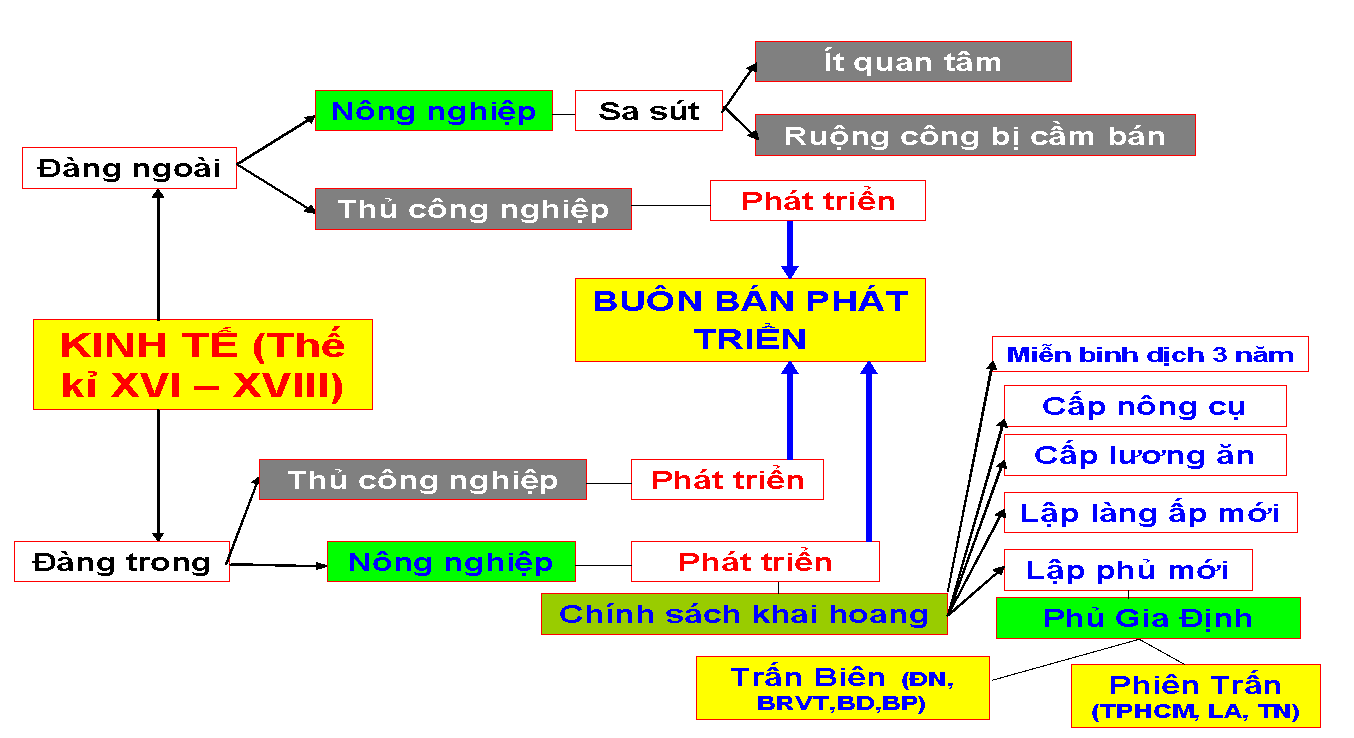 Ít quan tâm
Nông nghiệp
Sa sút
Ruộng công bị cầm bán
Đàng ngoài
Thủ công nghiệp
Phát triển
BUÔN BÁN PHÁT
TRIỂN
KINH TẾ (Thế
kỉ XVI – XVIII)
Miễn binh dịch 3 năm
Cấp nông cụ
Cấp lương ăn
Thủ công nghiệp
Phát triển
Lập làng ấp mới
Đàng trong
Nông nghiệp
Phát triển
Lập phủ mới
Chính sách khai hoang
Phủ Gia Định
Trấn Biên (ĐN,
BRVT,BD,BP)
Phiên Trấn
(TPHCM, LA, TN)